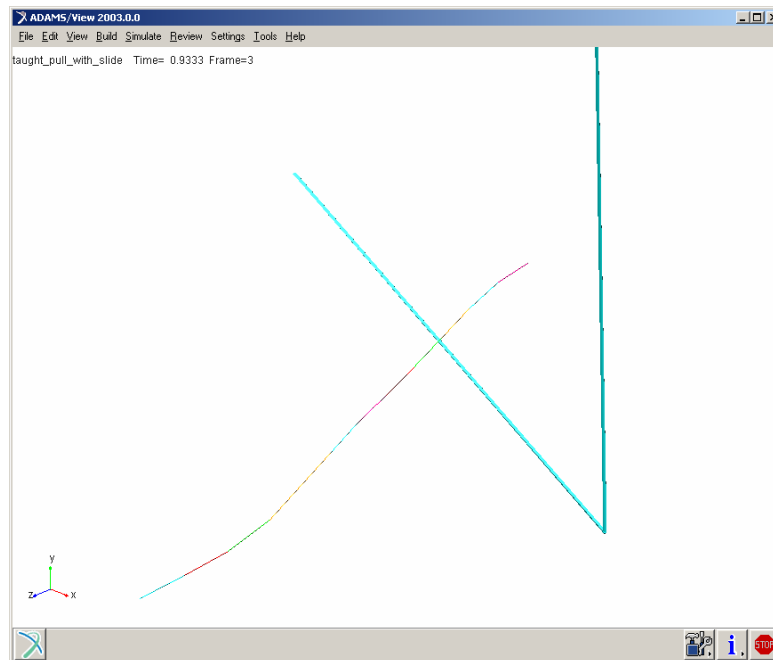 ADAMS/View 2003.0.0
File Edit View Build Simulate Review Settings Tools Help
taught_pull_with_slide Time= 0.9333 Frame=3
y
z x
i
STOP